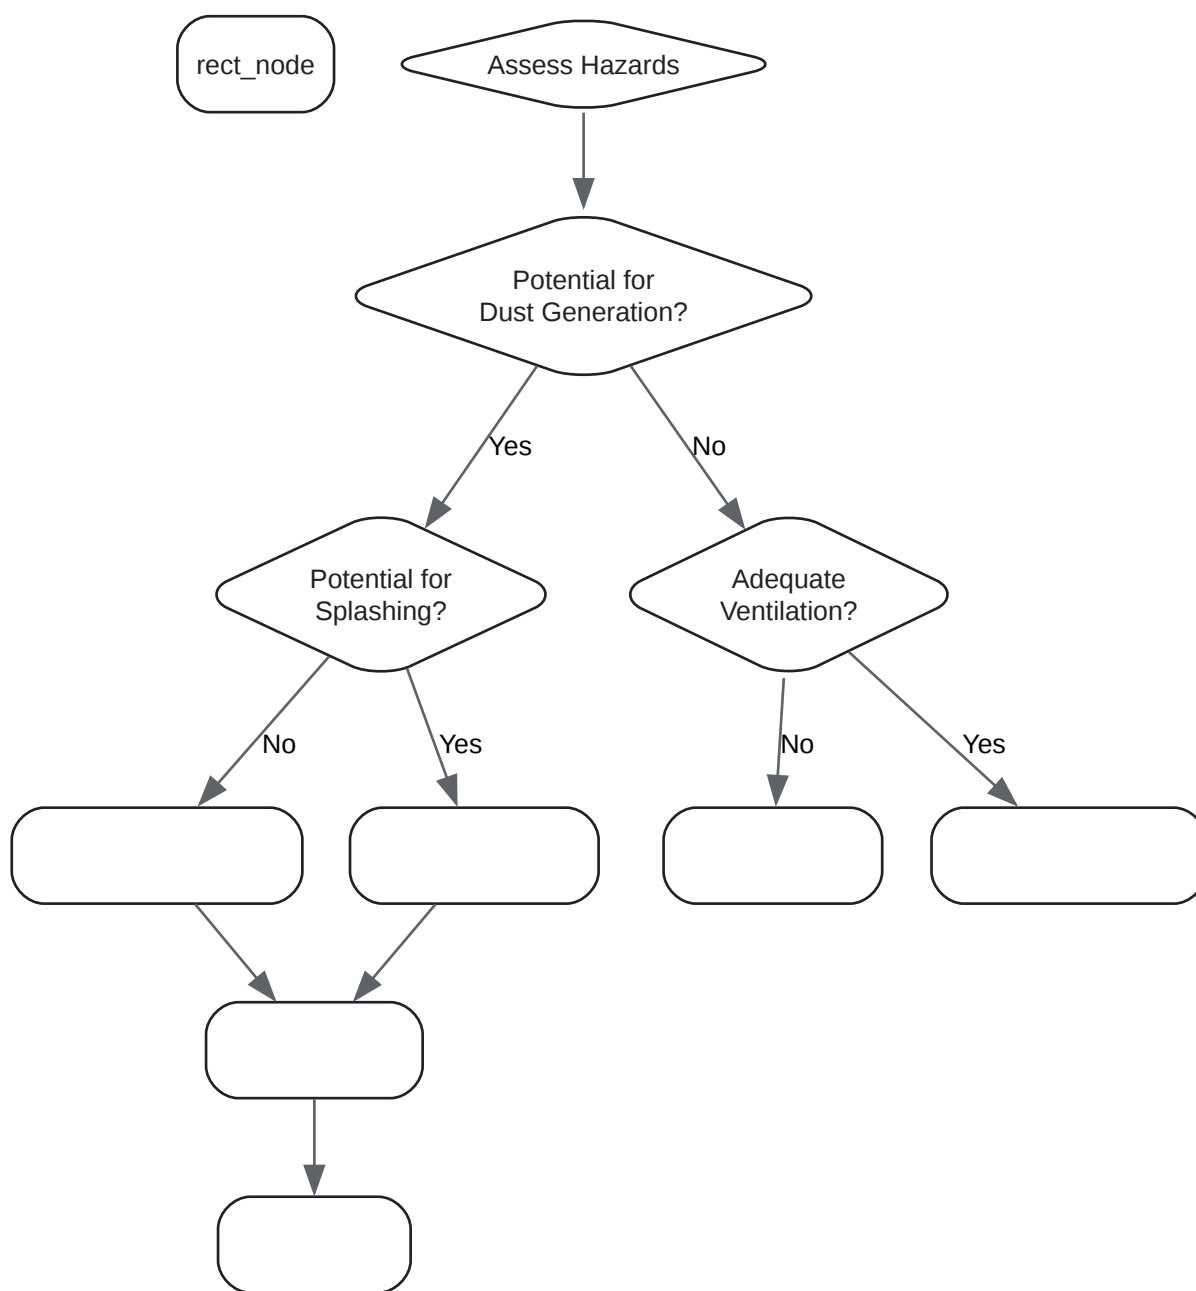 rect_node
Assess Hazards
Potential for
Dust Generation?
Yes
No
Potential for
Splashing?
Adequate
Ventilation?
No
Yes
No
Yes